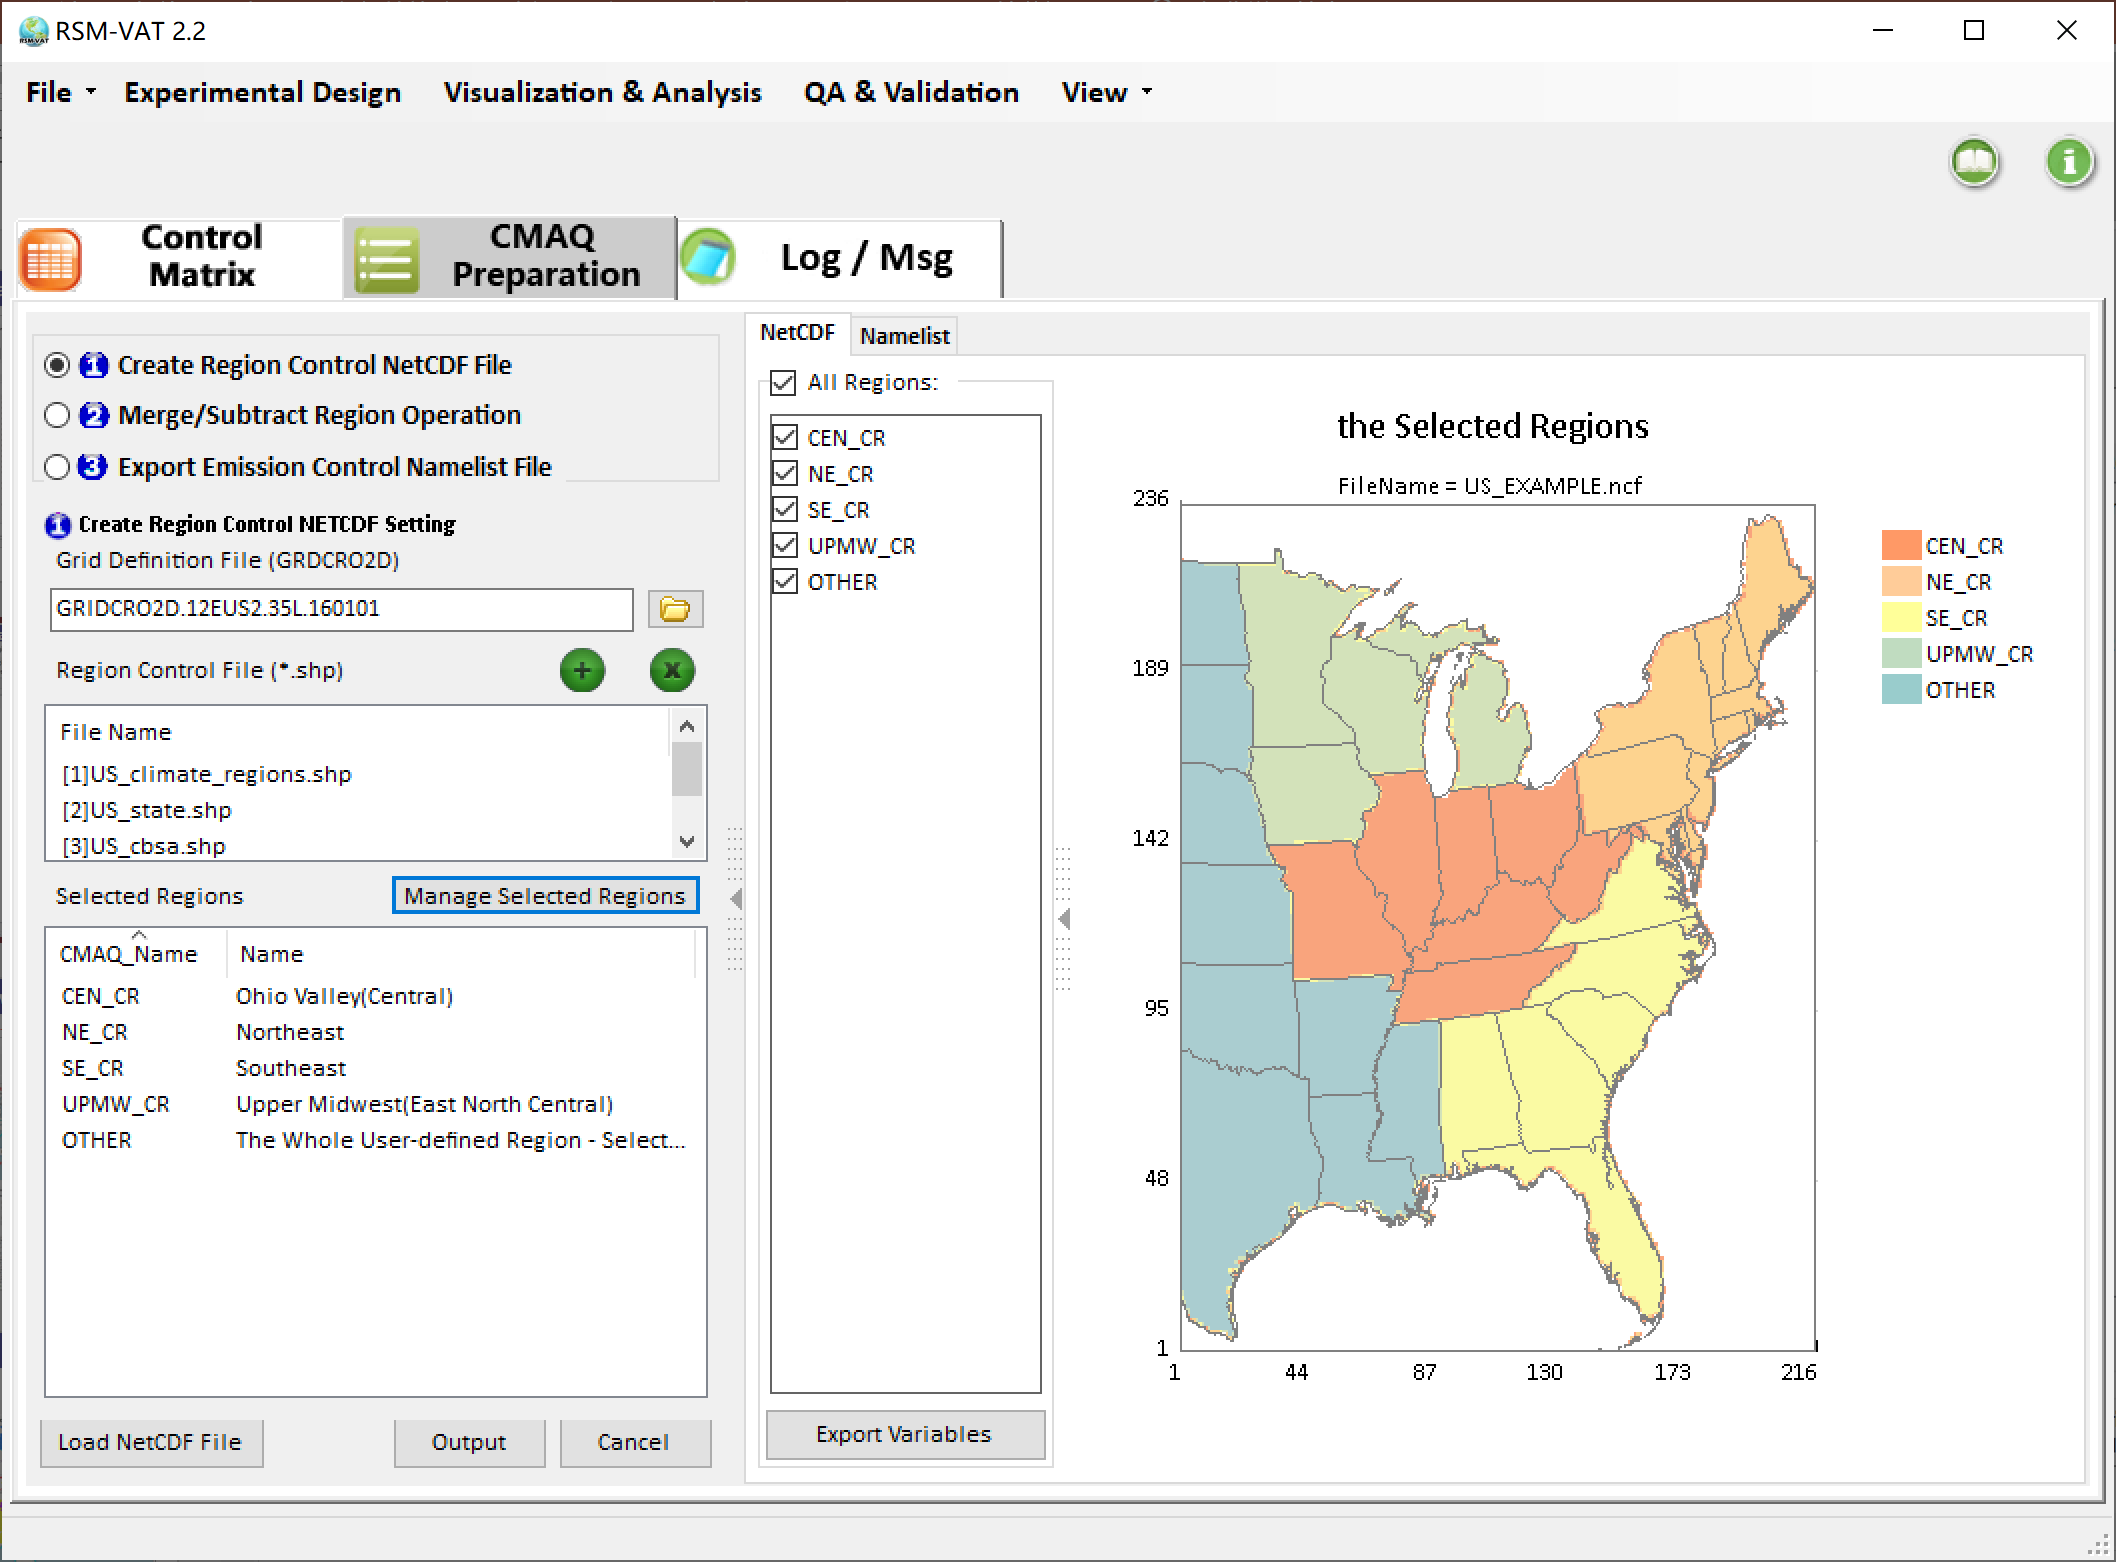 RSM-VAT 2.2
File Experimental Design Visualization & Analysis QA & Validation View
Control Matrix
CMAQ Preparation
Log / Msg
1 Create Region Control NetCDF File
2 Merge/Subtract Region Operation
3 Export Emission Control Namelist File
1 Create Region Control NETCDF Setting
Grid Definition File (GRDCRO2D)
GRIDCRO2D.12EUS2.35L.160101
Region Control File (*.shp)
File Name
[1]US_climate_regions.shp
[2]US_state.shp
[3]US_cbsa.shp
Selected Regions Manage Selected Regions
CMAQ_Name Name
CEN_CR Ohio Valley(Central)
NE_CR Northeast
SE_CR Southeast
UPMW_CR Upper Midwest(East North Central)
OTHER The Whole User-defined Region - Select...
Load NetCDF File Output Cancel
NetCDF Namelist
All Regions:
CEN_CR
NE_CR
SE_CR
UPMW_CR
OTHER
Export Variables
the Selected Regions
FileName = US_EXAMPLE.ncf
236
189
142
95
48
1
1 44 87 130 173 216
CEN_CR
NE_CR
SE_CR
UPMW_CR
OTHER